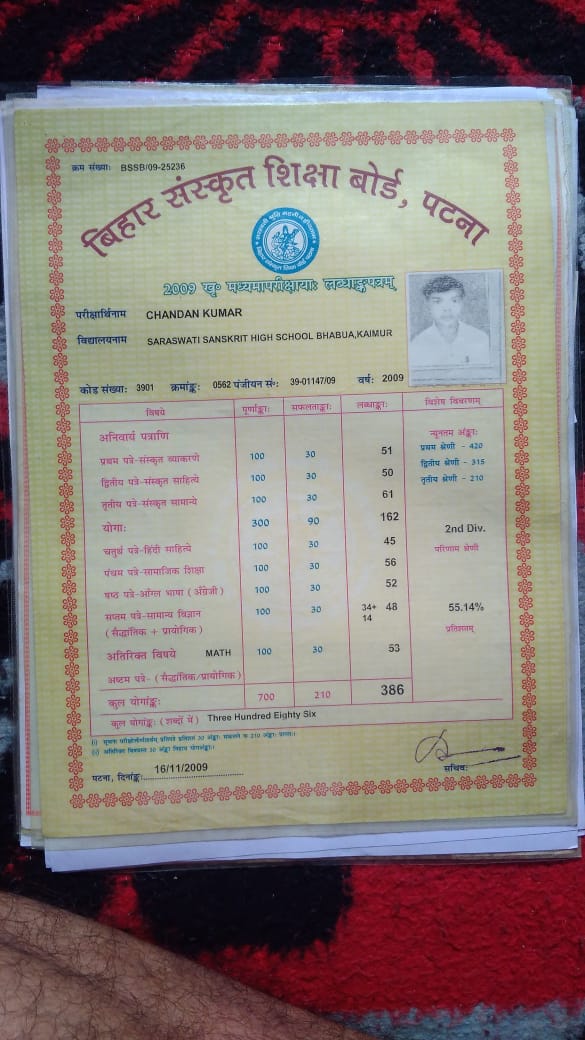 क्रम संख्याः BSSB/09-25236
बिहार संस्कृत शिक्षा बोर्ड, पटना
2009 खृ० मध्यमापरीक्षायाः लब्धाङ्कपत्रम्
परीक्षार्थिनाम CHANDAN KUMAR
विद्यालयनाम SARASWATI SANSKRIT HIGH SCHOOL BHABUA,KAIMUR
कोड संख्याः 3901 क्रमाङ्कः 0562 पंजीयन संः 39-01147/09 वर्षः 2009
विषये पूर्णाङ्काः सफलताङ्काः लब्धाङ्काः विशेष विवरणम्
अनिवार्य पत्राणि न्यूनतम अंङ्काः
प्रथम श्रेणी - 420
प्रथम पत्रे-संस्कृत व्याकरणे 100 30 51
द्वितीय श्रेणी - 315
द्वितीय पत्रे-संस्कृत साहित्ये 100 30 50
तृतीय श्रेणी - 210
तृतीय पत्रे-संस्कृत सामान्ये 100 30 61
योगाः 300 90 162 2nd Div.
चतुर्थ पत्रे-हिंदी साहित्ये 100 30 45 परिणाम श्रेणी
पंचम पत्रे-सामाजिक शिक्षा 100 30 56
षष्ठ पत्रे-आंगल भाषा (अंग्रेजी) 100 30 52
सप्तम पत्रे-सामान्य विज्ञान 100 30 34+ 48 55.14%
14
(सैद्धांतिक + प्रायोगिक) प्रतिशतम्
अतिरिक्त विषये MATH 100 30 53
अष्टम पत्रे- (सैद्धांतिक/प्रायोगिक)
कुल योगाङ्कः 700 210 386
कुल योगाङ्कः (शब्दों में) Three Hundred Eighty Six
पटना, दिनाङ्कः 16/11/2009
सचिवः